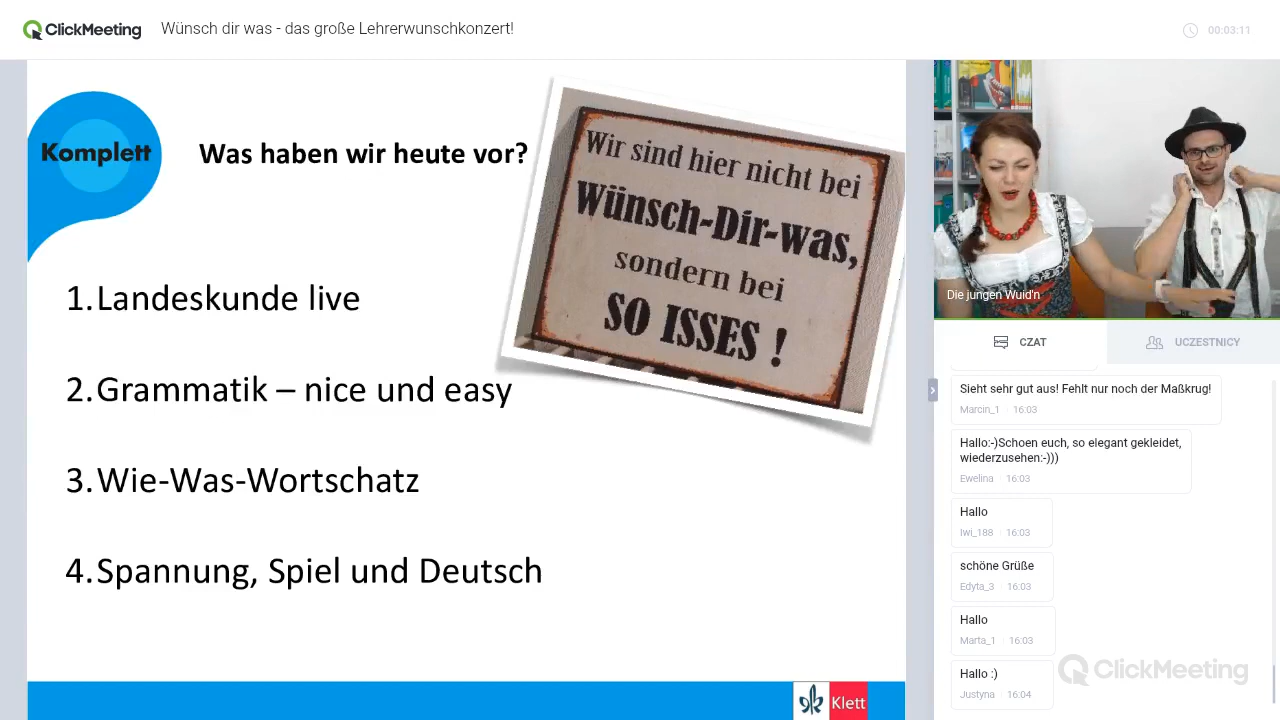 ClickMeeting
Wünsch dir was - das große Lehrerwunschkonzert!
00:03:11
Komplett
Was haben wir heute vor?
Wir sind hier nicht bei
Wünsch-Dir-was,
sondern bei
SO ISSES !
1.Landeskunde live
2.Grammatik – nice und easy
3.Wie-Was-Wortschatz
4.Spannung, Spiel und Deutsch
Klett
Die jungen Wuid'n
CZAT
UCZESTNICY
Sieht sehr gut aus! Fehlt nur noch der Maßkrug!
Marcin_1 16:03
Hallo:-)Schoen euch, so elegant gekleidet,
wiederzusehen:-)))
Ewelina 16:03
Hallo
Iwi_188 16:03
schöne Grüße
Edyta_3 16:03
Hallo
Marta_1 16:03
Hallo :)
Justyna 16:04
ClickMeeting